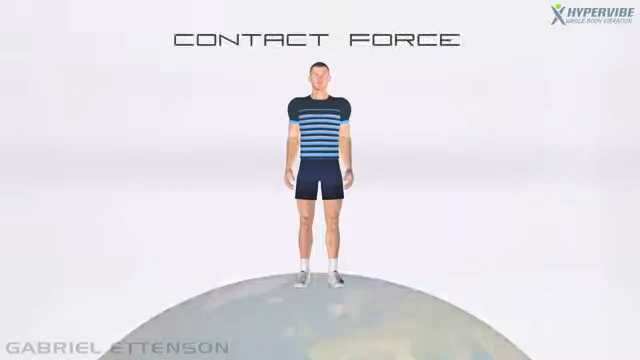 HYPERVIBE
WHOLE BODY VIBRATION
CONTACT FORCE
GABRIEL ETTENSON